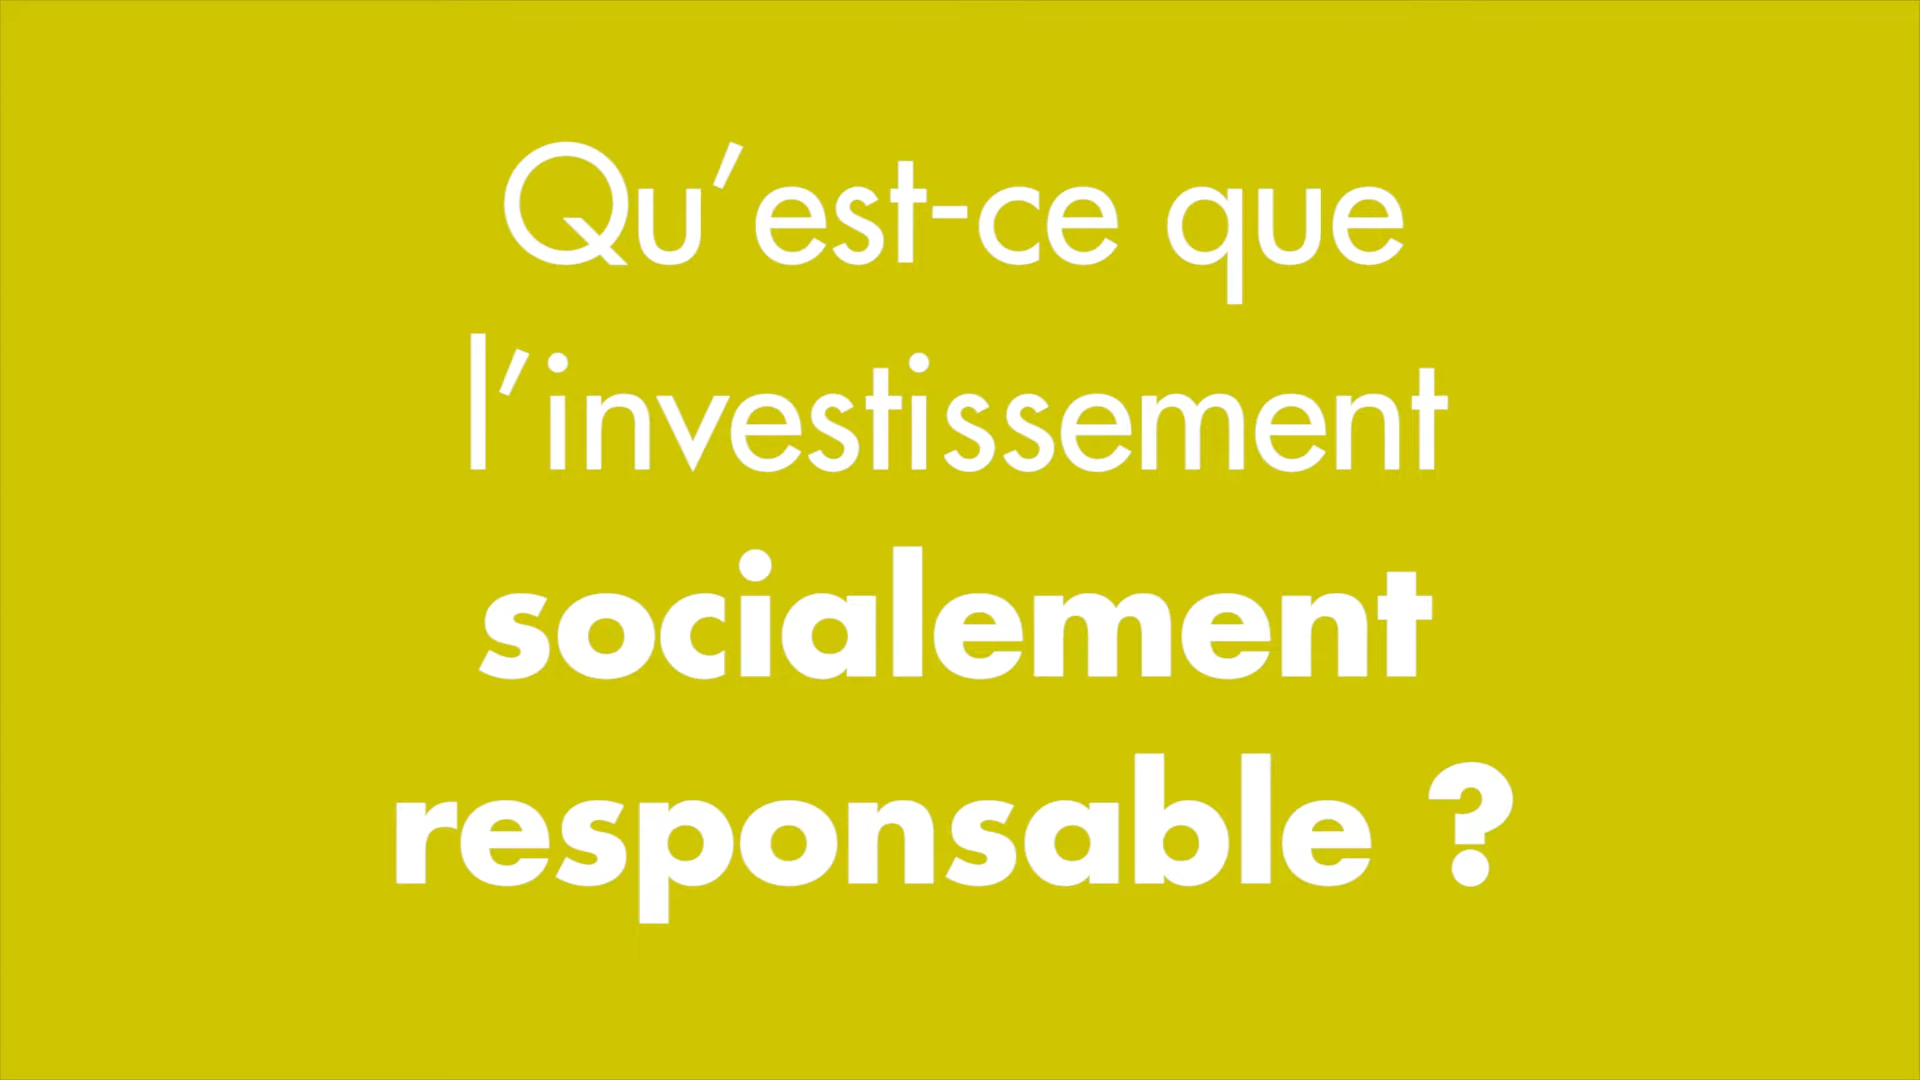 Qu’est-ce que
l’investissement
socialement
responsable ?